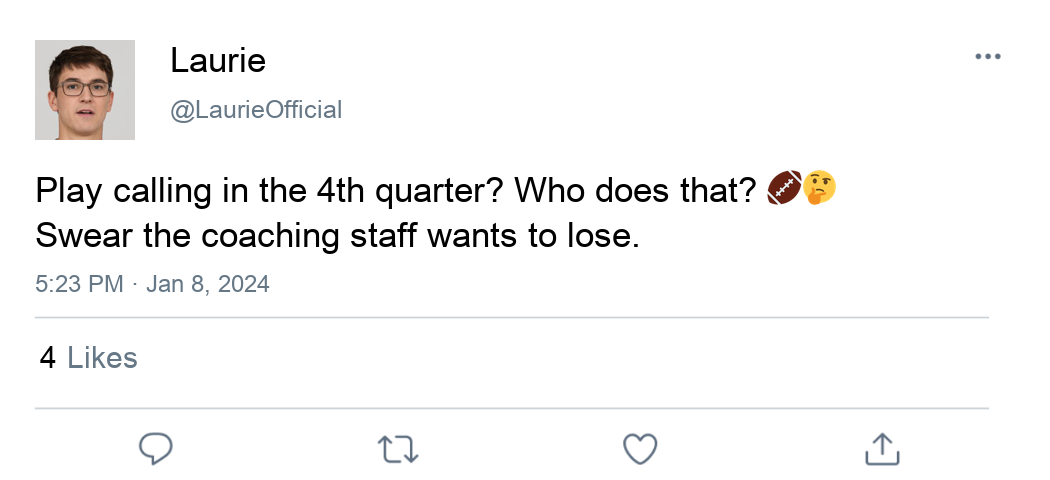 Laurie
@LaurieOfficial
Play calling in the 4th quarter? Who does that? 🏈🤔
Swear the coaching staff wants to lose.
5:23 PM · Jan 8, 2024
4 Likes